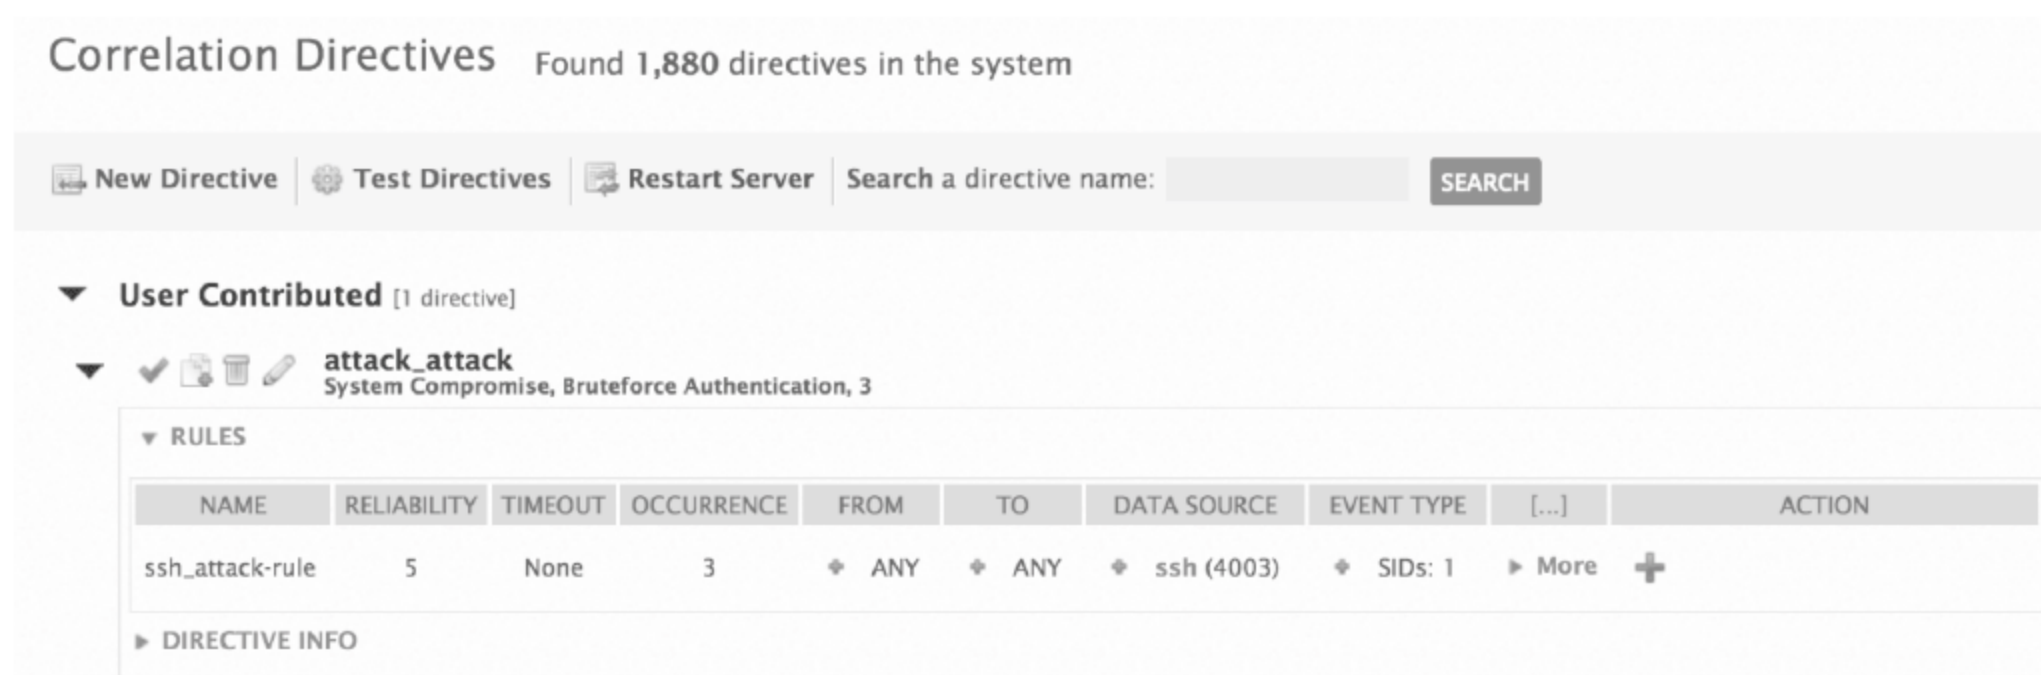 Correlation Directives Found 1,880 directives in the system
New Directive Test Directives Restart Server Search a directive name: SEARCH
User Contributed [1 directive]
attack_attack
System Compromise, Bruteforce Authentication, 3
RULES
NAME RELIABILITY TIMEOUT OCCURRENCE FROM TO DATA SOURCE EVENT TYPE [...] ACTION
ssh_attack-rule 5 None 3 ANY ANY ssh (4003) SIDs: 1 More
DIRECTIVE INFO